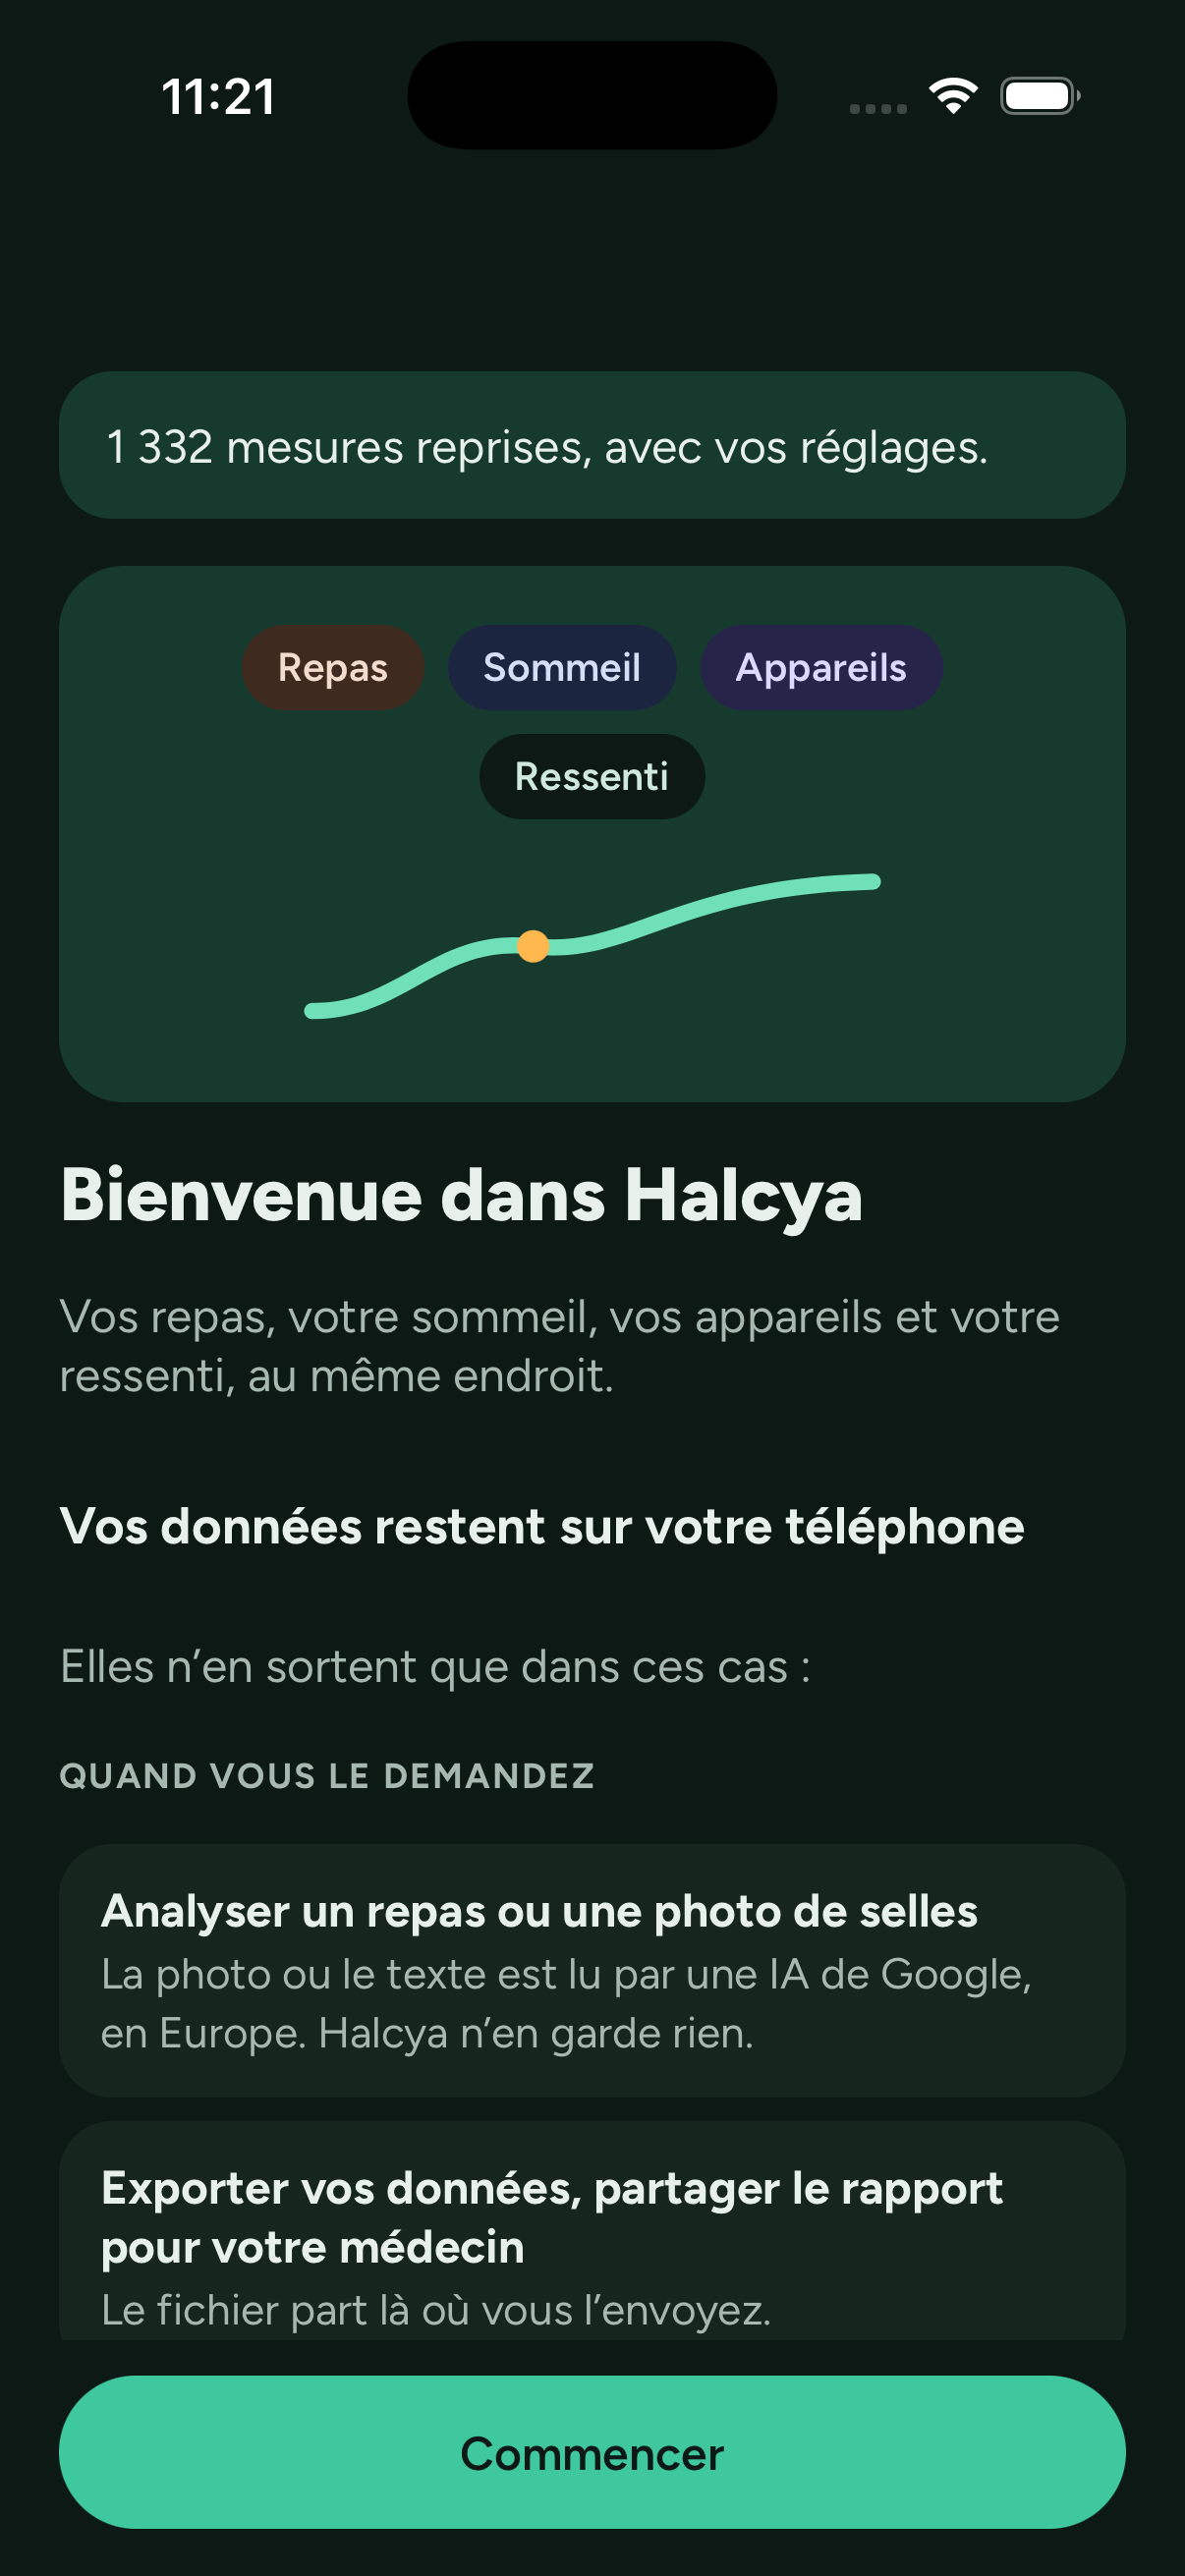 11:21
1 332 mesures reprises, avec vos réglages.
Repas
Sommeil
Appareils
Ressenti
Bienvenue dans Halcya
Vos repas, votre sommeil, vos appareils et votre
ressenti, au même endroit.
Vos données restent sur votre téléphone
Elles n’en sortent que dans ces cas :
QUAND VOUS LE DEMANDEZ
Analyser un repas ou une photo de selles
La photo ou le texte est lu par une IA de Google,
en Europe. Halcya n’en garde rien.
Exporter vos données, partager le rapport
pour votre médecin
Le fichier part là où vous l’envoyez.
Commencer